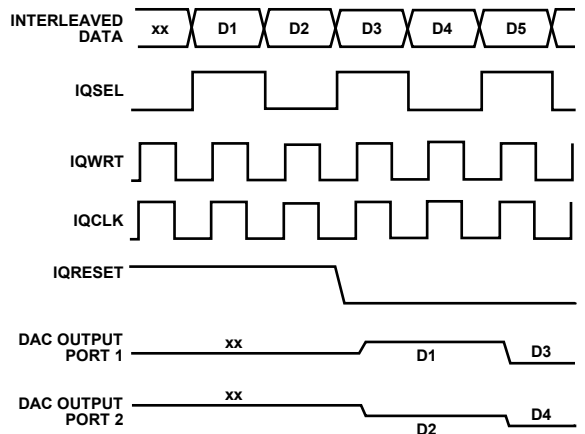 INTERLEAVED
DATA
xx D1 D2 D3 D4 D5
IQSEL
IQWRT
IQCLK
IQRESET
DAC OUTPUT
PORT 1
xx
D1
D3
DAC OUTPUT
PORT 2
xx
D2
D4